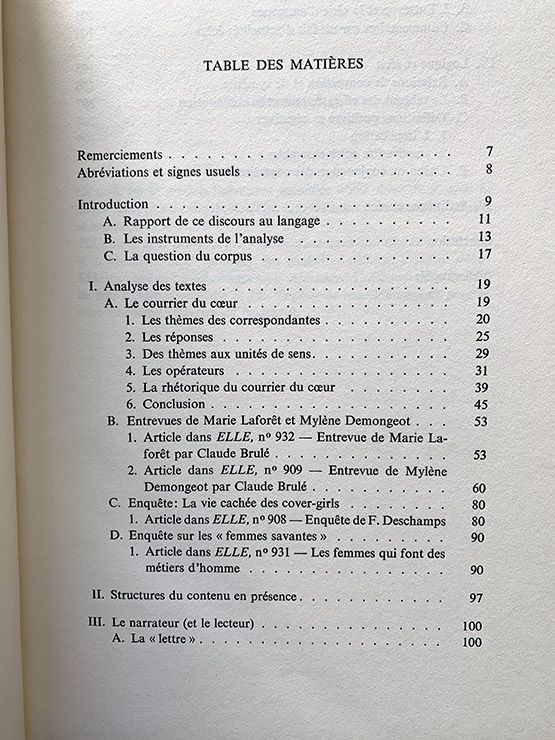 TABLE DES MATIÈRES
Remerciements . . . . . . . . . . . . . . . . . . . . . 7
Abréviations et signes usuels . . . . . . . . . . . . . . . 8
Introduction . . . . . . . . . . . . . . . . . . . . . . 9
A. Rapport de ce discours au langage . . . . . . . . . . 11
B. Les instruments de l'analyse . . . . . . . . . . . . 13
C. La question du corpus . . . . . . . . . . . . . . . 17
I. Analyse des textes . . . . . . . . . . . . . . . . . 19
A. Le courrier du cœur . . . . . . . . . . . . . . . . 19
1. Les thèmes des correspondantes . . . . . . . . . . 20
2. Les réponses . . . . . . . . . . . . . . . . . . 25
3. Des thèmes aux unités de sens. . . . . . . . . . . 29
4. Les opérateurs . . . . . . . . . . . . . . . . . 31
5. La rhétorique du courrier du cœur . . . . . . . . . 39
6. Conclusion . . . . . . . . . . . . . . . . . . . 45
B. Entrevues de Marie Laforêt et Mylène Demongeot . . . . 53
1. Article dans ELLE, nº 932 — Entrevue de Marie La-
forêt par Claude Brulé . . . . . . . . . . . . . . 53
2. Article dans ELLE, nº 909 — Entrevue de Mylène
Demongeot par Claude Brulé . . . . . . . . . . . 60
C. Enquête: La vie cachée des cover-girls . . . . . . . . 80
1. Article dans ELLE, nº 908 — Enquête de F. Deschamps 80
D. Enquête sur les « femmes savantes » . . . . . . . . . 90
1. Article dans ELLE, nº 931 — Les femmes qui font des
métiers d'homme . . . . . . . . . . . . . . . . 90
II. Structures du contenu en présence . . . . . . . . . . . . 97
III. Le narrateur (et le lecteur) . . . . . . . . . . . . . . 100
A. La « lettre » . . . . . . . . . . . . . . . . . . . 100